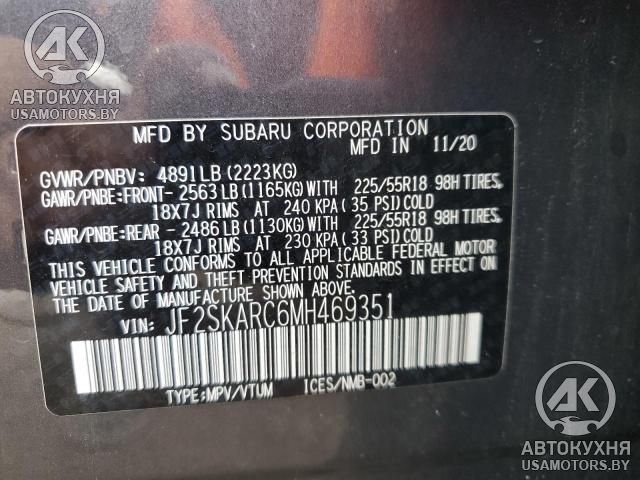 АК
АВТОКУХНЯ
USAMOTORS.BY
MFD BY SUBARU CORPORATION
MFD IN 11/20
GVWR/PNBV: 4891LB (2223KG)
GAWR/PNBE:FRONT- 2563LB (1165KG)WITH 225/55R18 98H TIRES,
18X7J RIMS AT 240 KPA (35 PSI)COLD
GAWR/PNBE:REAR - 2486LB (1130KG)WITH 225/55R18 98H TIRES,
18X7J RIMS AT 230 KPA (33 PSI)COLD
THIS VEHICLE CONFORMS TO ALL APPLICABLE FEDERAL MOTOR
VEHICLE SAFETY AND THEFT PREVENTION STANDARDS IN EFFECT ON
THE DATE OF MANUFACTURE SHOWN ABOVE.
VIN: JF2SKARC6MH469351
TYPE:MPV/VTUM ICES/NMB-002
АК
АВТОКУХНЯ
USAMOTORS.BY